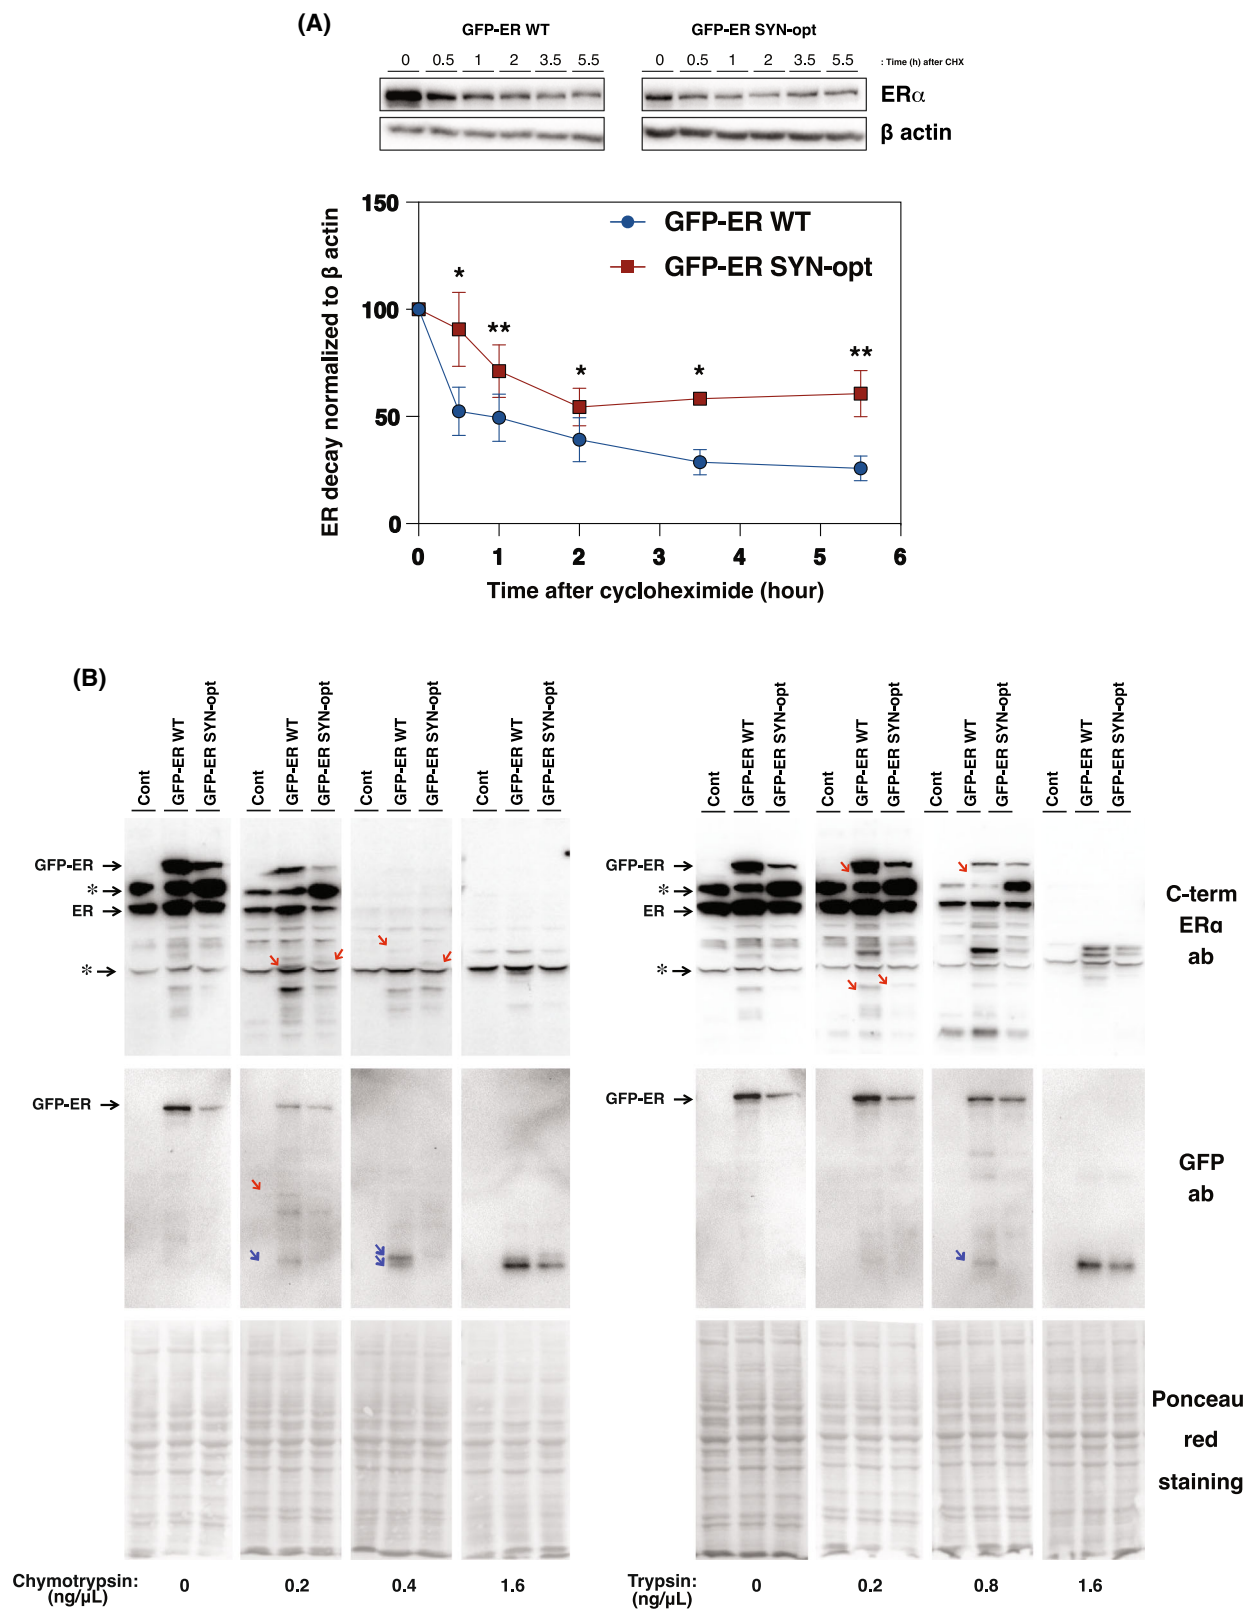 (A)
GFP-ER WT GFP-ER SYN-opt
0 0.5 1 2 3.5 5.5 0 0.5 1 2 3.5 5.5 : Time (h) after CHX
ERα
β actin
ER decay normalized to β actin
150
100
50
0
GFP-ER WT
GFP-ER SYN-opt
* ** * * **
0 1 2 3 4 5 6
Time after cycloheximide (hour)
(B)
Cont GFP-ER WT GFP-ER SYN-opt Cont GFP-ER WT GFP-ER SYN-opt Cont GFP-ER WT GFP-ER SYN-opt Cont GFP-ER WT GFP-ER SYN-opt
Cont GFP-ER WT GFP-ER SYN-opt Cont GFP-ER WT GFP-ER SYN-opt Cont GFP-ER WT GFP-ER SYN-opt Cont GFP-ER WT GFP-ER SYN-opt
GFP-ER → GFP-ER →
* → * →
ER → ER →
* → * →
C-term
ERα
ab
GFP-ER → GFP-ER →
GFP
ab
Ponceau
red
staining
Chymotrypsin: 0 0.2 0.4 1.6
(ng/µL)
Trypsin: 0 0.2 0.8 1.6
(ng/µL)